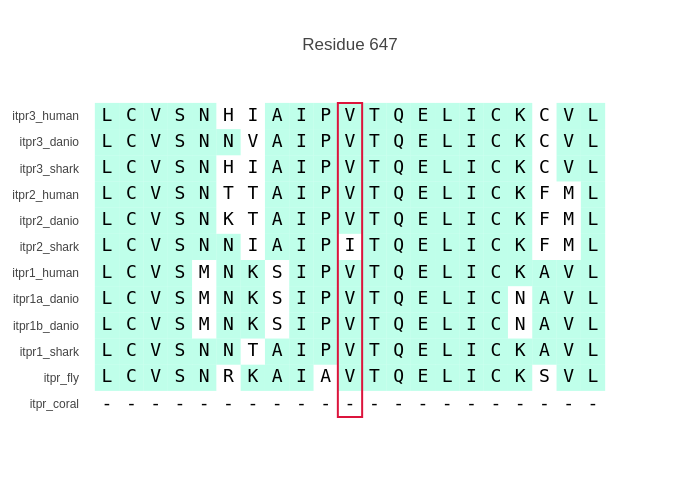 Residue 647
itpr3_human L C V S N H I A I P V T Q E L I C K C V L
itpr3_danio L C V S N N V A I P V T Q E L I C K C V L
itpr3_shark L C V S N H I A I P V T Q E L I C K C V L
itpr2_human L C V S N T T A I P V T Q E L I C K F M L
itpr2_danio L C V S N K T A I P V T Q E L I C K F M L
itpr2_shark L C V S N N I A I P I T Q E L I C K F M L
itpr1_human L C V S M N K S I P V T Q E L I C K A V L
itpr1a_danio L C V S M N K S I P V T Q E L I C N A V L
itpr1b_danio L C V S M N K S I P V T Q E L I C N A V L
itpr1_shark L C V S N N T A I P V T Q E L I C K A V L
itpr_fly L C V S N R K A I A V T Q E L I C K S V L
itpr_coral - - - - - - - - - - - - - - - - - - - - -